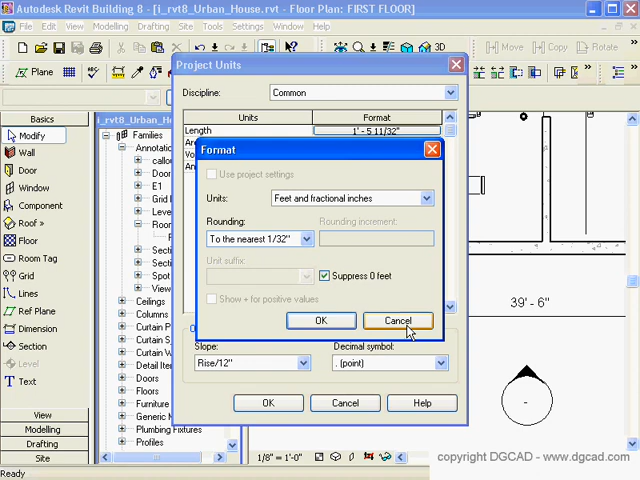 Autodesk Revit Building 8 - [i_rvt8_Urban_House.rvt - Floor Plan: FIRST FLOOR]
File Edit View Modelling Drafting Site Tools Settings Window Help
3D Move Copy Rotate
Plane
Basics
Modify
Wall
Door
Window
Component
Roof »
Floor
Room Tag
Grid
Lines
Ref Plane
Dimension
Section
Level
Text
View
Modelling
Drafting
Site
i_rvt8_Urban_Ho
Families
Annotatio
callou
Door
E1
Grid H
Level
Room
Secti
Spot
Ceilings
Columns
Curtain P
Detail Iter
Doors
Floors
Furniture
Generic M
Plumbing Fixtures
Profiles
Project Units
Discipline: Common
Units Format
Length 1' - 5 11/32"
Format
Use project settings
Units: Feet and fractional inches
Rounding: Rounding increment:
To the nearest 1/32"
Unit suffix:
Suppress 0 feet
Show + for positive values
OK Cancel
Slope: Decimal symbol:
Rise/12" . (point)
OK Cancel Help
39' - 6"
-
1/8" = 1'-0"
Ready
copyright DGCAD - www.dgcad.com